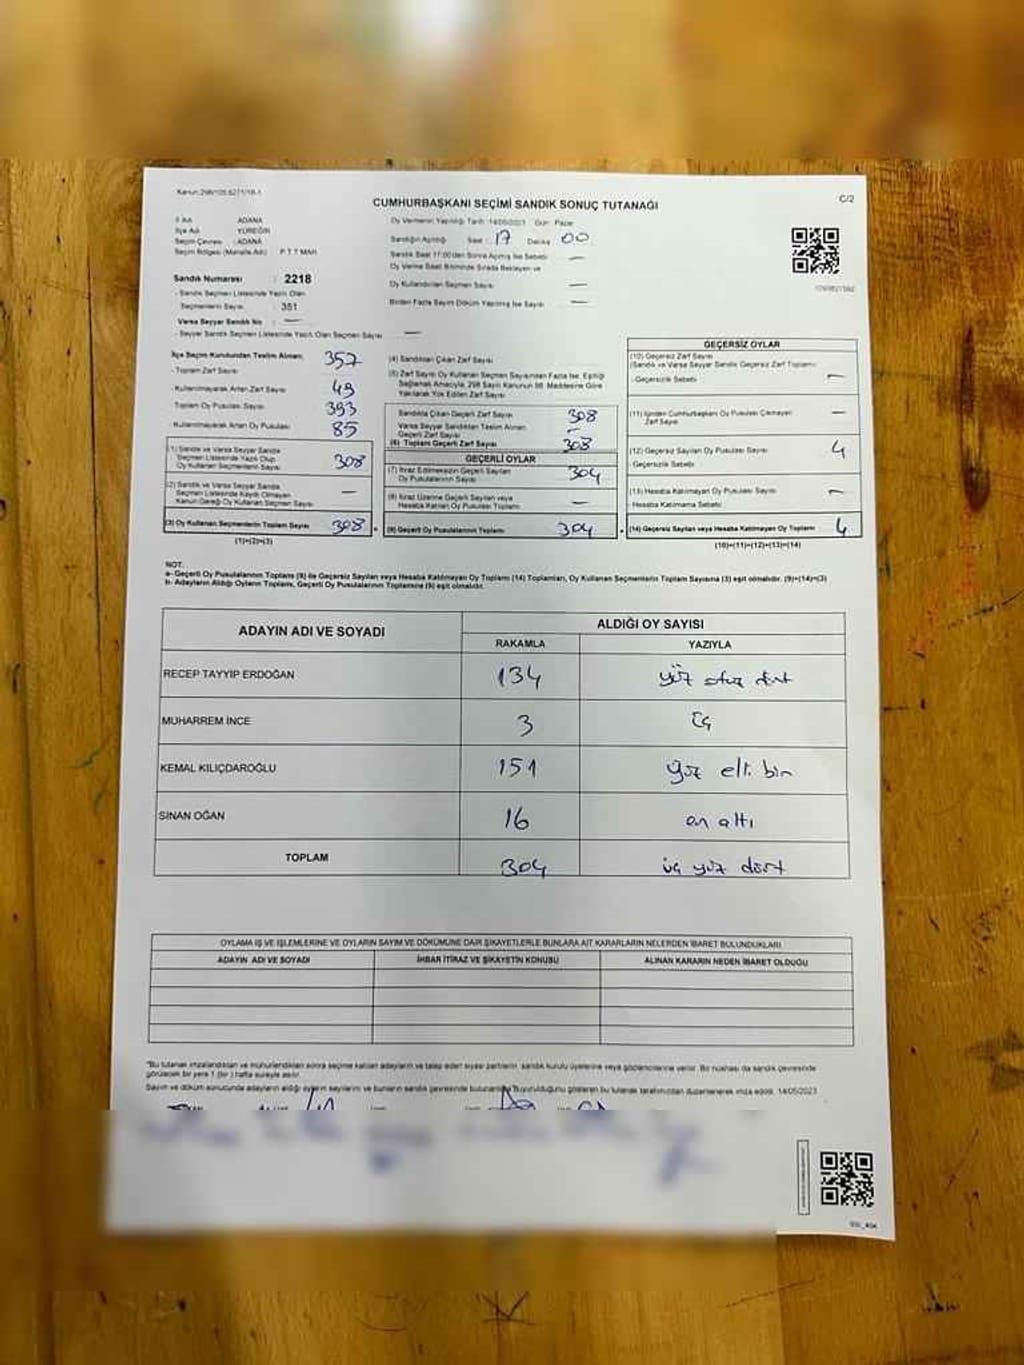 Kanun:298/105.6271/18-1
CUMHURBAŞKANI SEÇİMİ SANDIK SONUÇ TUTANAĞI
C/2
İl Adı ADANA
İlçe Adı YÜREĞİR
Seçim Çevresi : ADANA
Seçim Bölgesi (Mahalle Adı) P.T.T MAH
Sandık Numarası : 2218
- Sandık Seçmen Listesinde Yazılı Olan
Seçmenlerin Sayısı : 351
Varsa Seyyar Sandık No : —
- Seyyar Sandık Seçmen Listesinde Yazılı Olan Seçmen Sayısı —
Oy Vermenin Yapıldığı Tarih : 14/05/2023 Gün : Pazar
Sandığın Açıldığı Saat : 17 Dakika : 00
Sandık Saat 17:00'den Sonra Açılmış İse Sebebi —
Oy Verme Saati Bitiminde Sırada Bekleyen ve
Oy Kullandırılan Seçmen Sayısı —
Birden Fazla Sayım Döküm Yapılmış İse Sayısı —
İlçe Seçim Kurulundan Teslim Alınan;
- Toplam Zarf Sayısı 357
- Kullanılmayarak Artan Zarf Sayısı 49
Toplam Oy Pusulası Sayısı 393
- Kullanılmayarak Artan Oy Pusulası 85
(1) Sandık ve Varsa Seyyar Sandık
Seçmen Listesinde Yazılı Olup
Oy Kullanan Seçmenlerin Sayısı 308
(2) Sandık ve Varsa Seyyar Sandık
Seçmen Listesinde Kaydı Olmayan
Kanun Gereği Oy Kullanan Seçmen Sayısı —
(3) Oy Kullanan Seçmenlerin Toplam Sayısı 308
(1)+(2)=(3)
(4) Sandıktan Çıkan Zarf Sayısı
(5) Zarf Sayısı Oy Kullanan Seçmen Sayısından Fazla İse, Eşitliği
Sağlamak Amacıyla, 298 Sayılı Kanunun 98. Maddesine Göre
Yakılarak Yok Edilen Zarf Sayısı
Sandıkta Çıkan Geçerli Zarf Sayısı 308
Varsa Seyyar Sandıktan Teslim Alınan
Geçerli Zarf Sayısı —
(6) Toplam Geçerli Zarf Sayısı 308
GEÇERLİ OYLAR
(7) İtiraz Edilmeksizin Geçerli Sayılan
Oy Pusulalarının Sayısı 304
(8) İtiraz Üzerine Geçerli Sayılan veya
Hesaba Katılan Oy Pusulaları Toplamı —
(9) Geçerli Oy Pusulalarının Toplamı 304
GEÇERSİZ OYLAR
(10) Geçersiz Zarf Sayısı
(Sandık ve Varsa Seyyar Sandık Geçersiz Zarf Toplamı)
- Geçersizlik Sebebi —
(11) İçinden Cumhurbaşkanı Oy Pusulası Çıkmayan
Zarf Sayısı —
(12) Geçersiz Sayılan Oy Pusulası Sayısı 4
- Geçersizlik Sebebi
(13) Hesaba Katılmayan Oy Pusulası Sayısı —
- Hesaba Katılmama Sebebi
(14) Geçersiz Sayılan veya Hesaba Katılmayan Oy Toplamı 4
(10)+(11)+(12)+(13)=(14)
NOT.
a- Geçerli Oy Pusulalarının Toplamı (9) ile Geçersiz Sayılan veya Hesaba Katılmayan Oy Toplamı (14) Toplamları, Oy Kullanan Seçmenlerin Toplam Sayısına (3) eşit olmalıdır. (9)+(14)=(3)
b- Adayların Aldığı Oyların Toplamı, Geçerli Oy Pusulalarının Toplamına (9) eşit olmalıdır.
ADAYIN ADI VE SOYADI
ALDIĞI OY SAYISI
RAKAMLA YAZIYLA
RECEP TAYYİP ERDOĞAN 134 yüz otuz dört
MUHARREM İNCE 3 üç
KEMAL KILIÇDAROĞLU 151 yüz elli bir
SİNAN OĞAN 16 on altı
TOPLAM 304 üç yüz dört
OYLAMA İŞ VE İŞLEMLERİNE VE OYLARIN SAYIM VE DÖKÜMÜNE DAİR ŞİKAYETLERLE BUNLARA AİT KARARLARIN NELERDEN İBARET BULUNDUKLARI
ADAYIN ADI VE SOYADI İHBAR İTİRAZ VE ŞİKAYETİN KONUSU ALINAN KARARIN NEDEN İBARET OLDUĞU
"Bu tutanak imzalandıktan ve mühürlendikten sonra seçime katılan adayların ve talep eden siyasi partilerin sandık kurulu üyelerine veya gözlemcilerine verilir. Bir nüshası da sandık çevresinde
görülecek bir yere 1 (bir) hafta süreyle asılır.
Sayım ve döküm sonucunda adayların aldığı oyların sayılarını ve bunların sandık çevresinde duyurulduğunu gösteren bu tutanak tarafımızdan düzenlenerek imza edildi. 14/05/2023